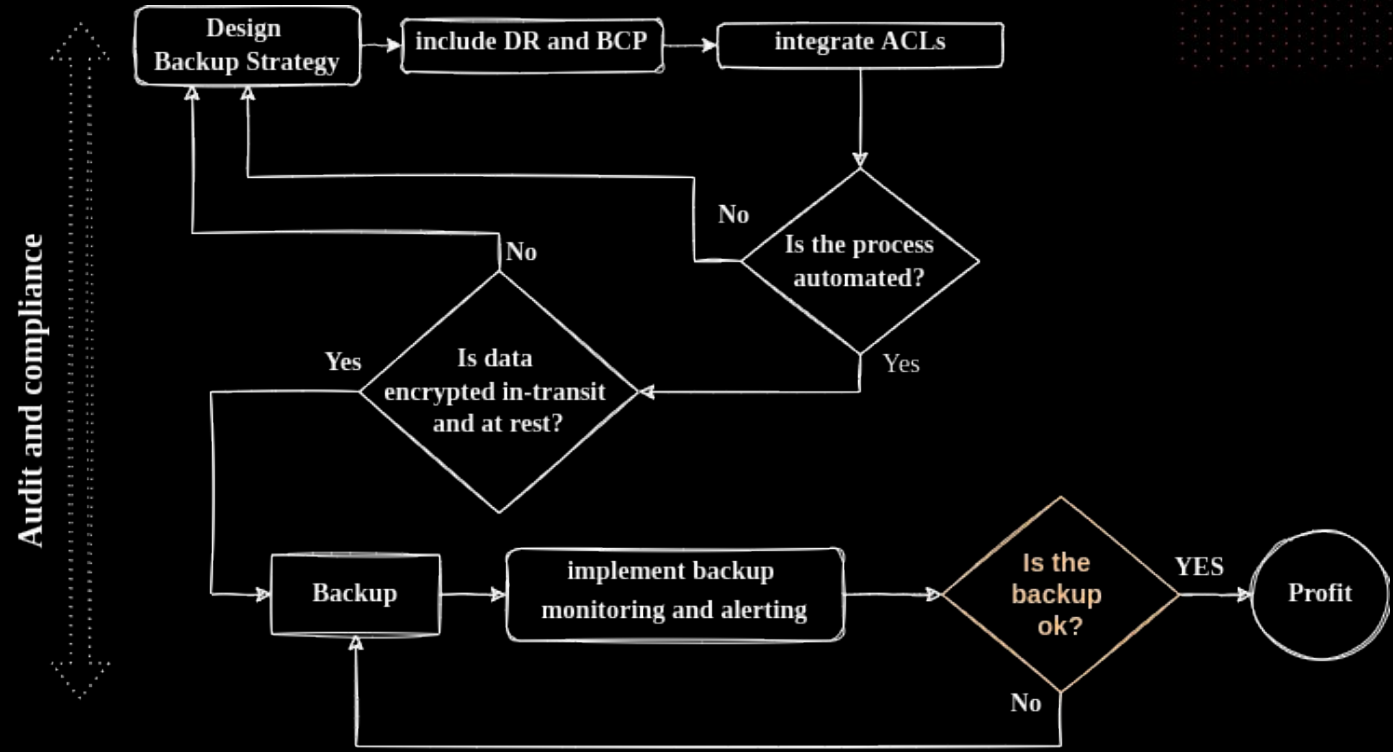 Design
Backup Strategy
include DR and BCP
integrate ACLs
No
Is the process
automated?
Yes
No
Yes
Is data
encrypted in-transit
and at rest?
Audit and compliance
Backup
implement backup
monitoring and alerting
Is the
backup
ok?
YES
Profit
No